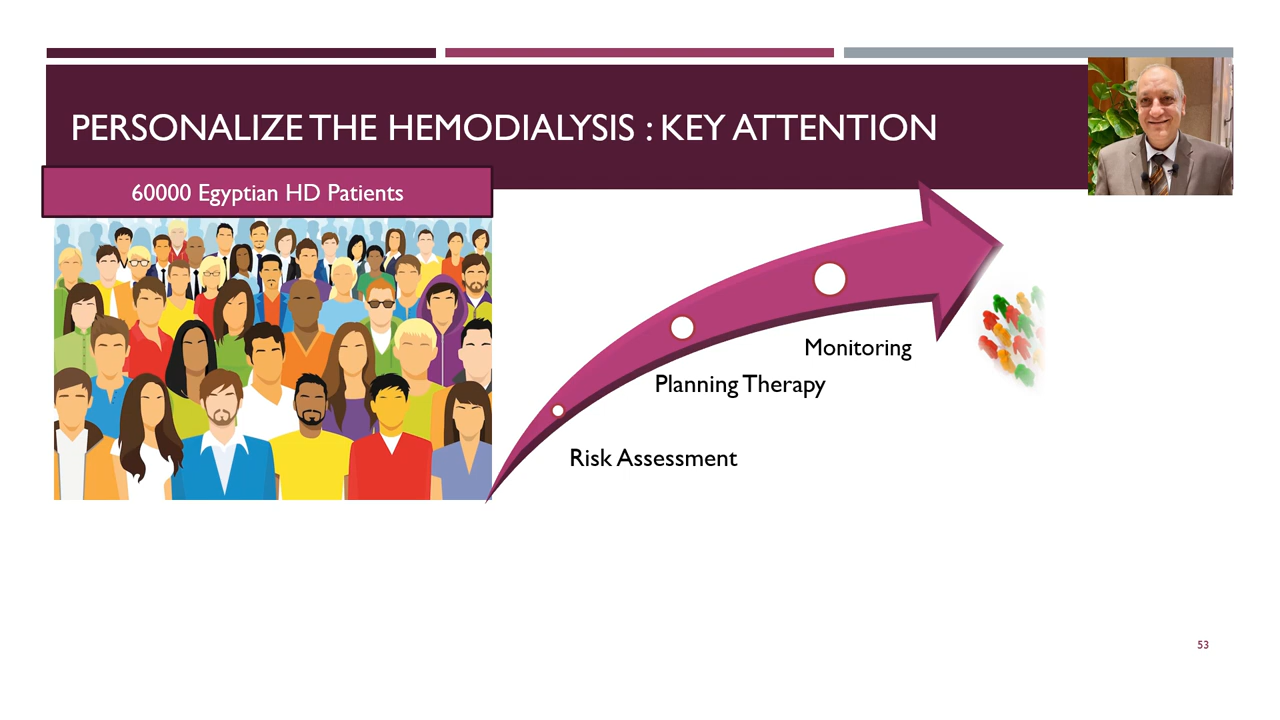 PERSONALIZE THE HEMODIALYSIS : KEY ATTENTION
60000 Egyptian HD Patients
Monitoring
Planning Therapy
Risk Assessment
53